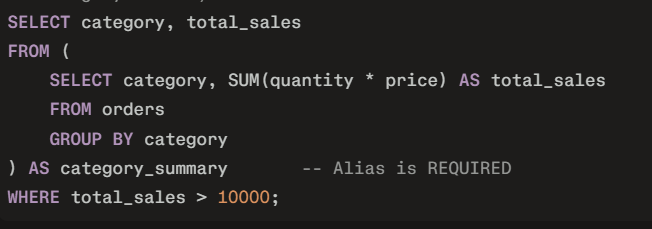 SELECT category, total_sales
FROM (
    SELECT category, SUM(quantity * price) AS total_sales
    FROM orders
    GROUP BY category
) AS category_summary       -- Alias is REQUIRED
WHERE total_sales > 10000;